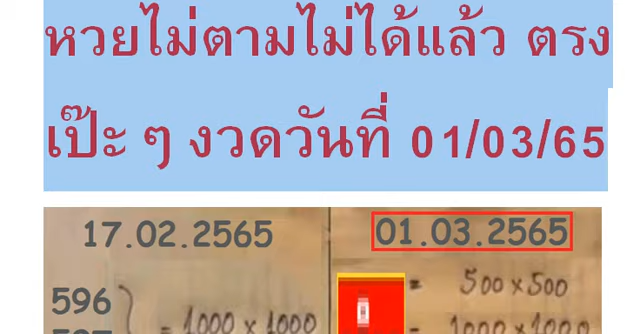 หวยไม่ตามไม่ได้แล้ว ตรง
เป๊ะ ๆ งวดวันที่ 01/03/65
17.02.2565
01.03.2565
596
= 1000 x 1000
= 500 x 500
= 1000 x 1000